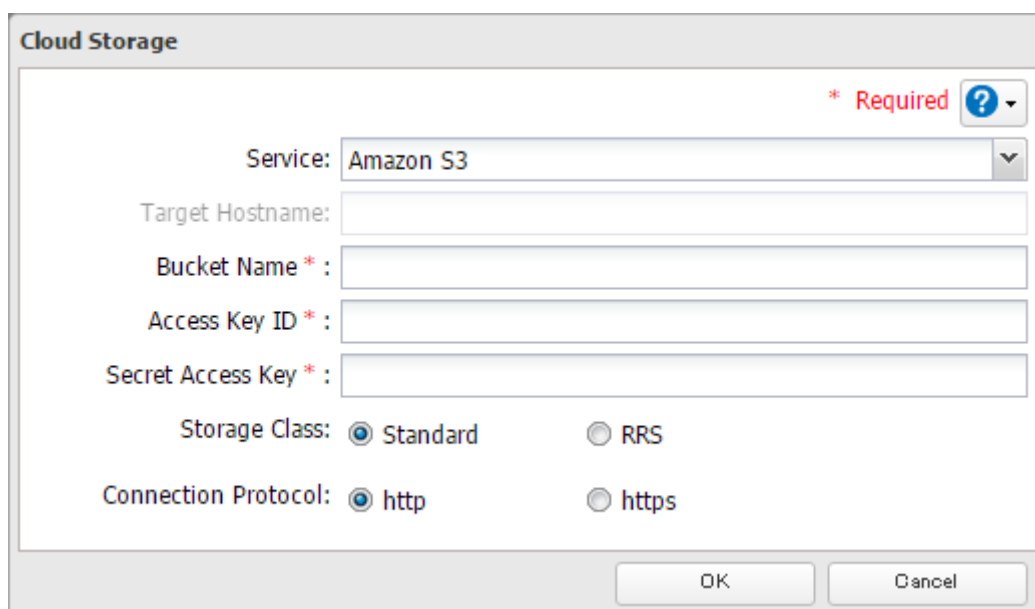 Cloud Storage
* Required
Service: Amazon S3
Target Hostname:
Bucket Name * :
Access Key ID * :
Secret Access Key * :
Storage Class: Standard RRS
Connection Protocol: http https
OK Cancel